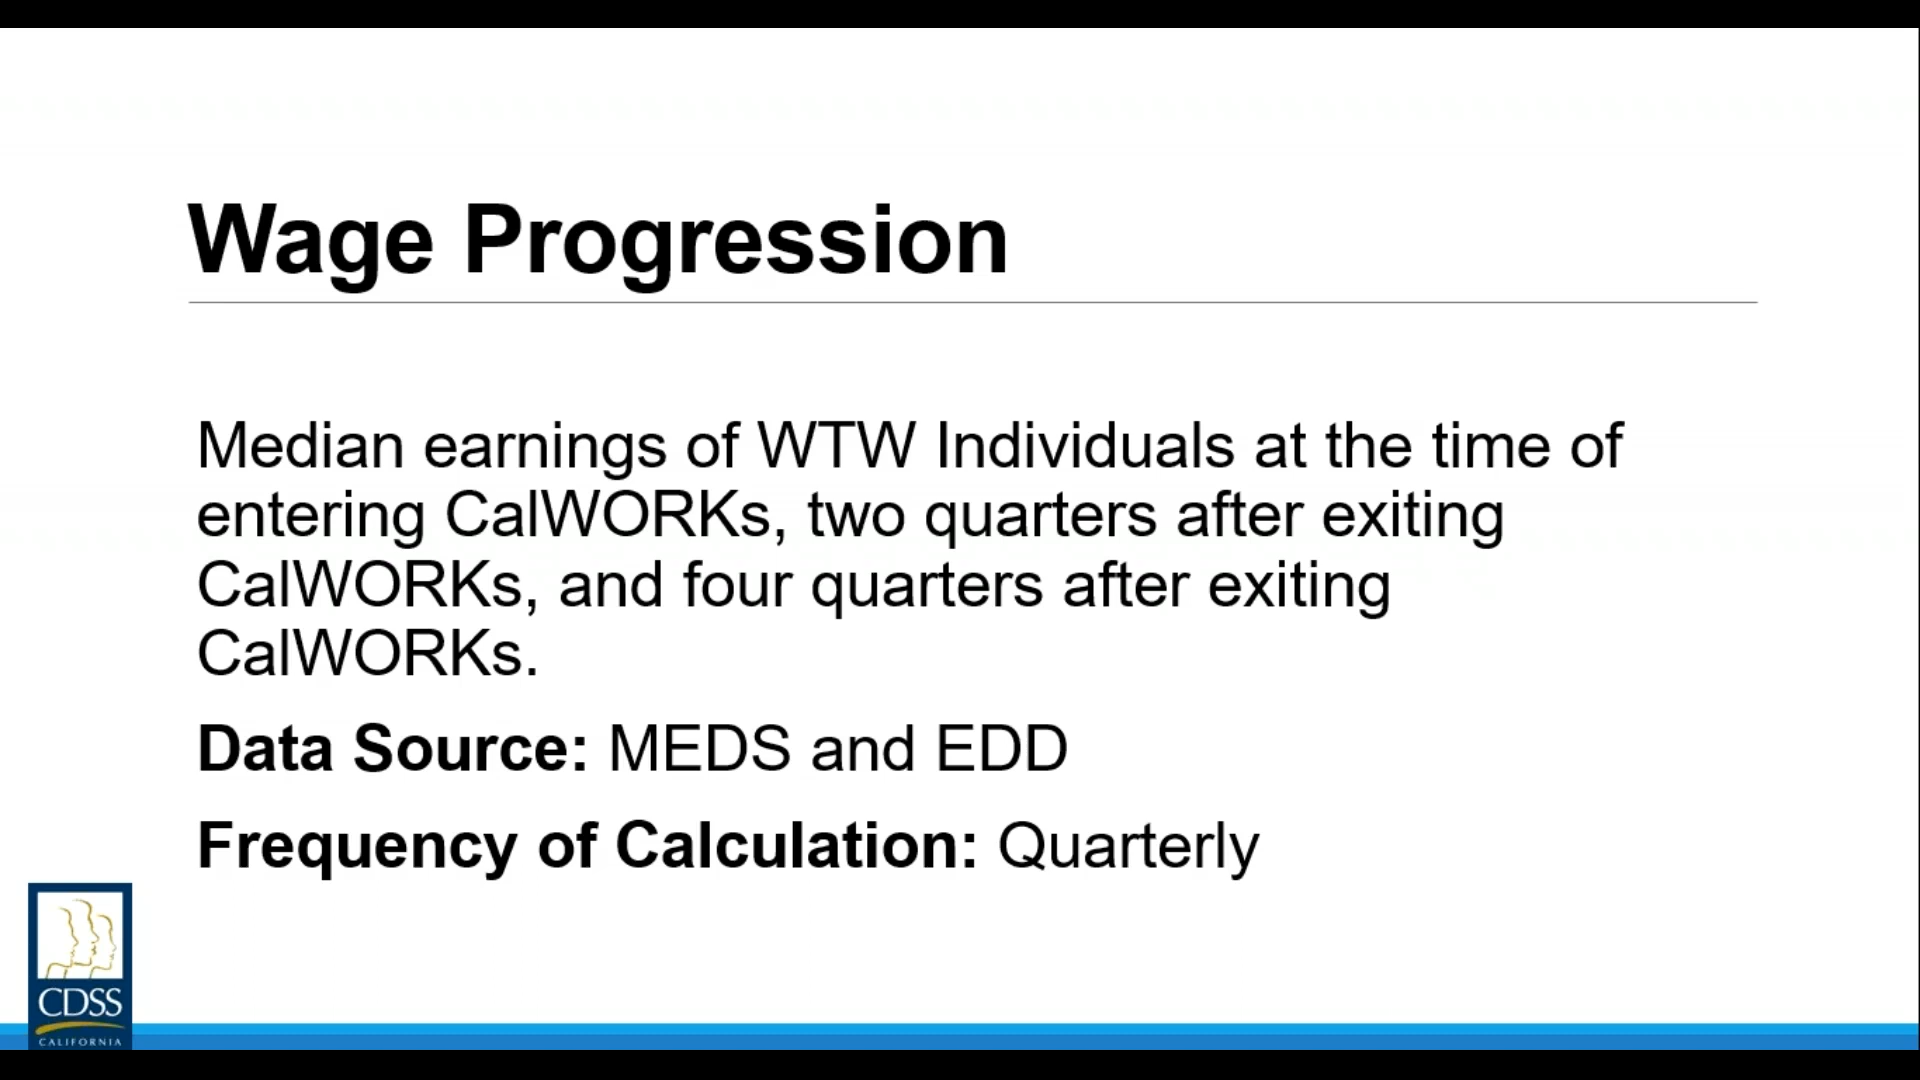 Wage Progression
Median earnings of WTW Individuals at the time of
entering CalWORKs, two quarters after exiting
CalWORKs, and four quarters after exiting
CalWORKs.
Data Source: MEDS and EDD
Frequency of Calculation: Quarterly
CDSS
CALIFORNIA